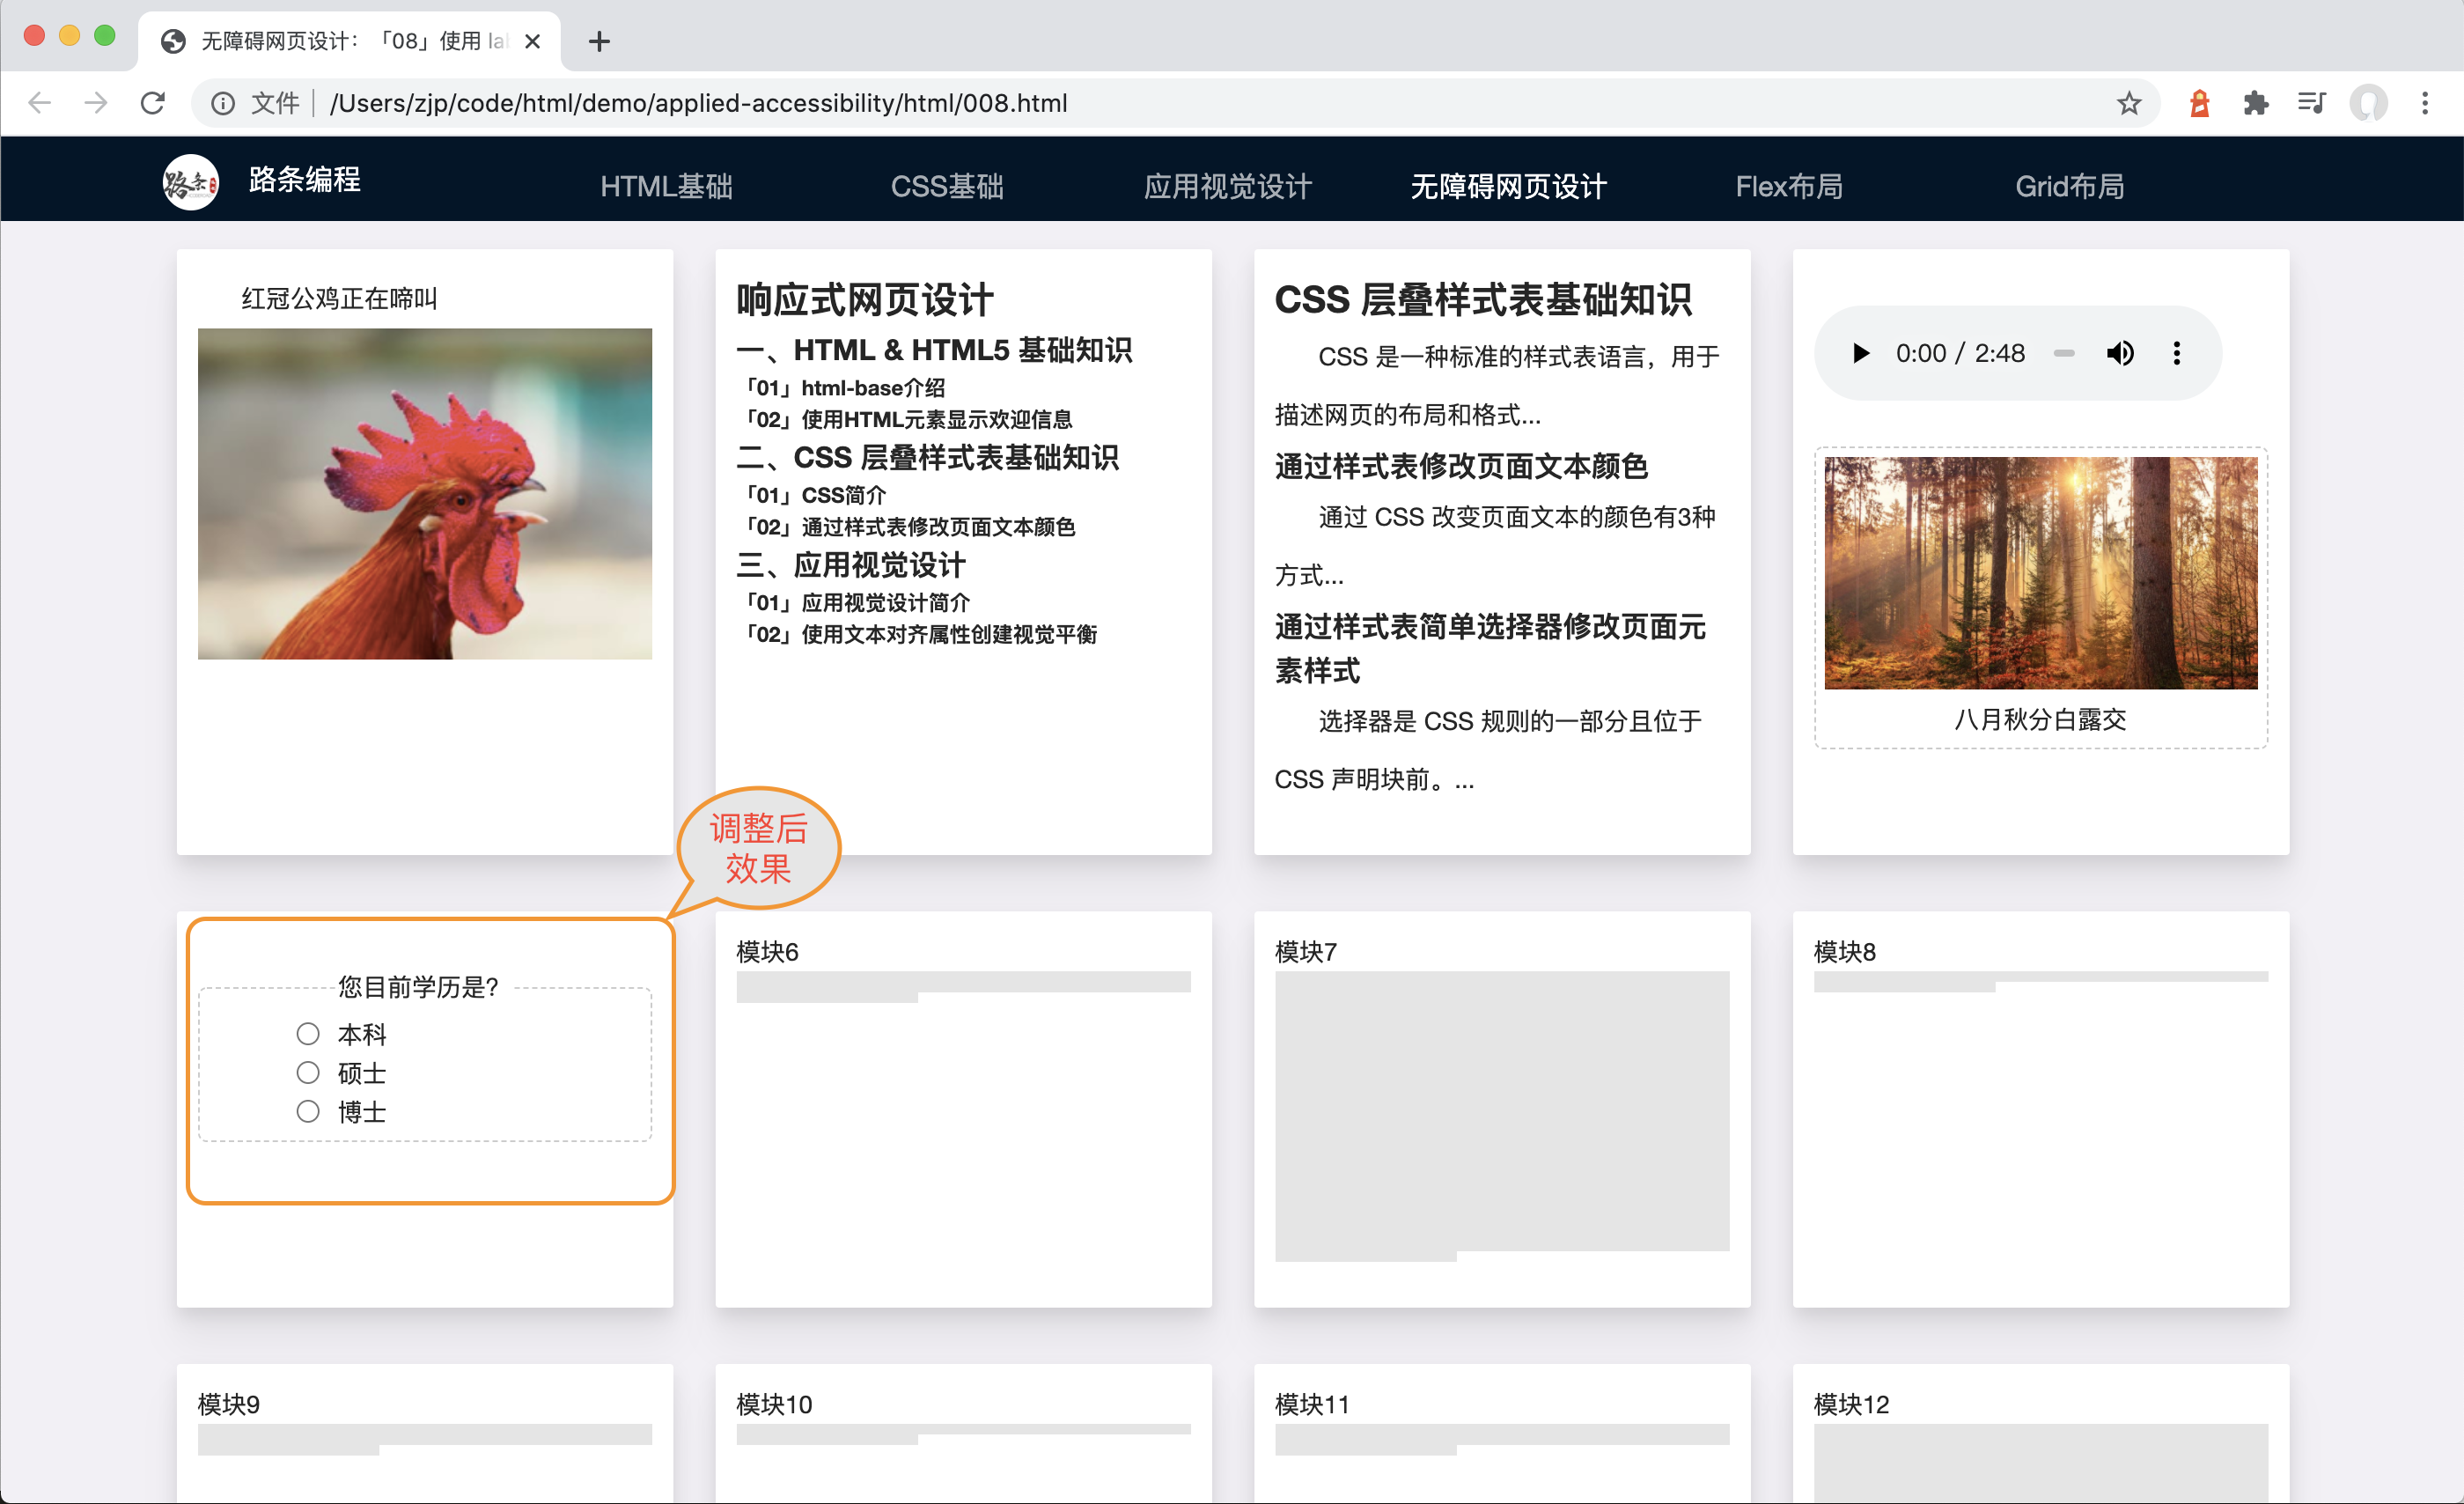 无障碍网页设计：「08」使用 la
文件 | /Users/zjp/code/html/demo/applied-accessibility/html/008.html
路条
路条编程
HTML基础
CSS基础
应用视觉设计
无障碍网页设计
Flex布局
Grid布局
红冠公鸡正在啼叫
响应式网页设计
一、HTML & HTML5 基础知识
「01」html-base介绍
「02」使用HTML元素显示欢迎信息
二、CSS 层叠样式表基础知识
「01」CSS简介
「02」通过样式表修改页面文本颜色
三、应用视觉设计
「01」应用视觉设计简介
「02」使用文本对齐属性创建视觉平衡
CSS 层叠样式表基础知识
CSS 是一种标准的样式表语言，用于
描述网页的布局和格式...
通过样式表修改页面文本颜色
通过 CSS 改变页面文本的颜色有3种
方式...
通过样式表简单选择器修改页面元
素样式
选择器是 CSS 规则的一部分且位于
CSS 声明块前。...
0:00 / 2:48
八月秋分白露交
调整后
效果
您目前学历是?
本科
硕士
博士
模块6
模块7
模块8
模块9
模块10
模块11
模块12